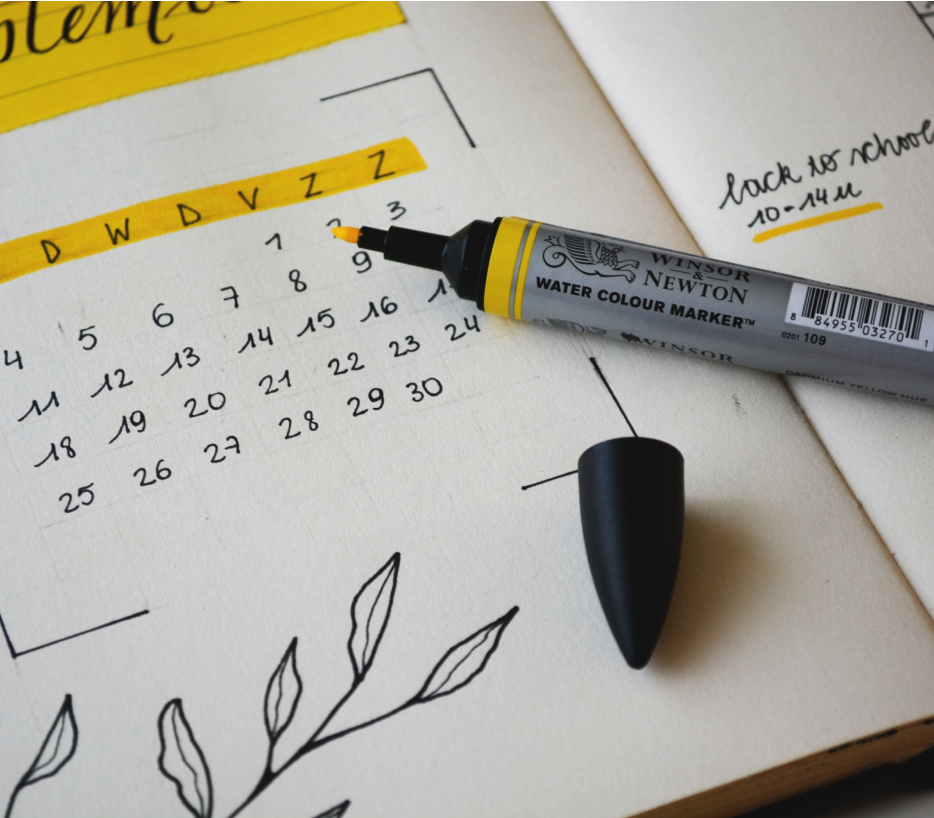 ptemb
D W D V Z Z
1 2 3
4 5 6 7 8 9
11 12 13 14 15 16 1
18 19 20 21 22 23 24
25 26 27 28 29 30
back to school
10-14u
WINSOR
&
NEWTON
WATER COLOUR MARKER™
WINSOR
8 84955 03270 1
0201 109
CADMIUM YELLOW HUE